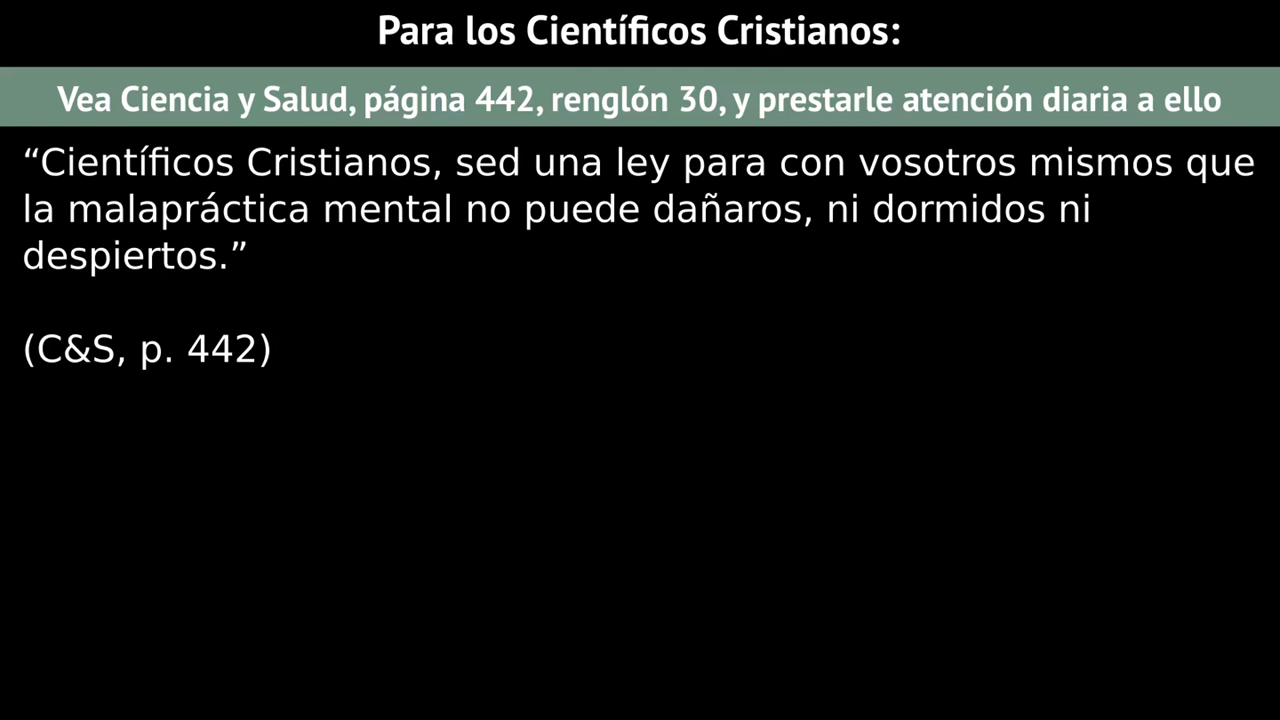 Para los Científicos Cristianos:
Vea Ciencia y Salud, página 442, renglón 30, y prestarle atención diaria a ello
“Científicos Cristianos, sed una ley para con vosotros mismos que
la malapráctica mental no puede dañaros, ni dormidos ni
despiertos.”
(C&S, p. 442)